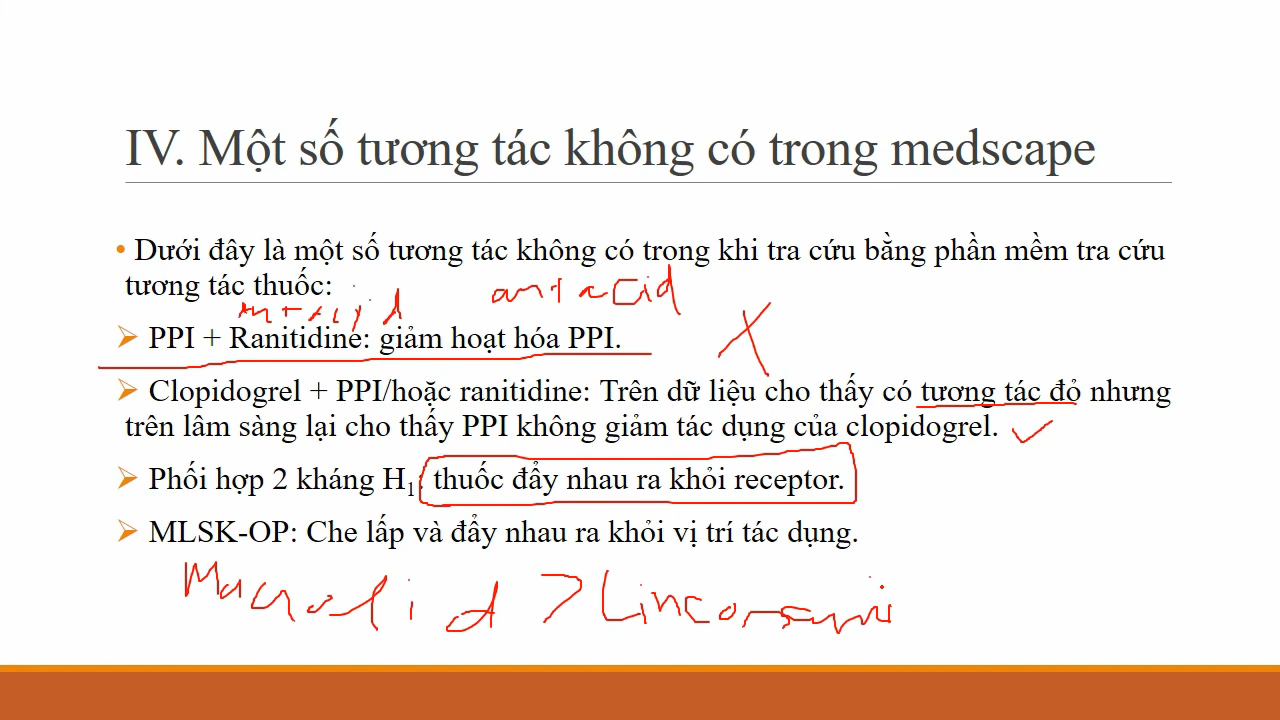 IV. Một số tương tác không có trong medscape
• Dưới đây là một số tương tác không có trong khi tra cứu bằng phần mềm tra cứu
tương tác thuốc:
antacid
PPI + Ranitidine: giảm hoạt hóa PPI.
Clopidogrel + PPI/hoặc ranitidine: Trên dữ liệu cho thấy có tương tác đỏ nhưng
trên lâm sàng lại cho thấy PPI không giảm tác dụng của clopidogrel.
Phối hợp 2 kháng H₁: thuốc đẩy nhau ra khỏi receptor.
MLSK-OP: Che lấp và đẩy nhau ra khỏi vị trí tác dụng.
Macrolid >